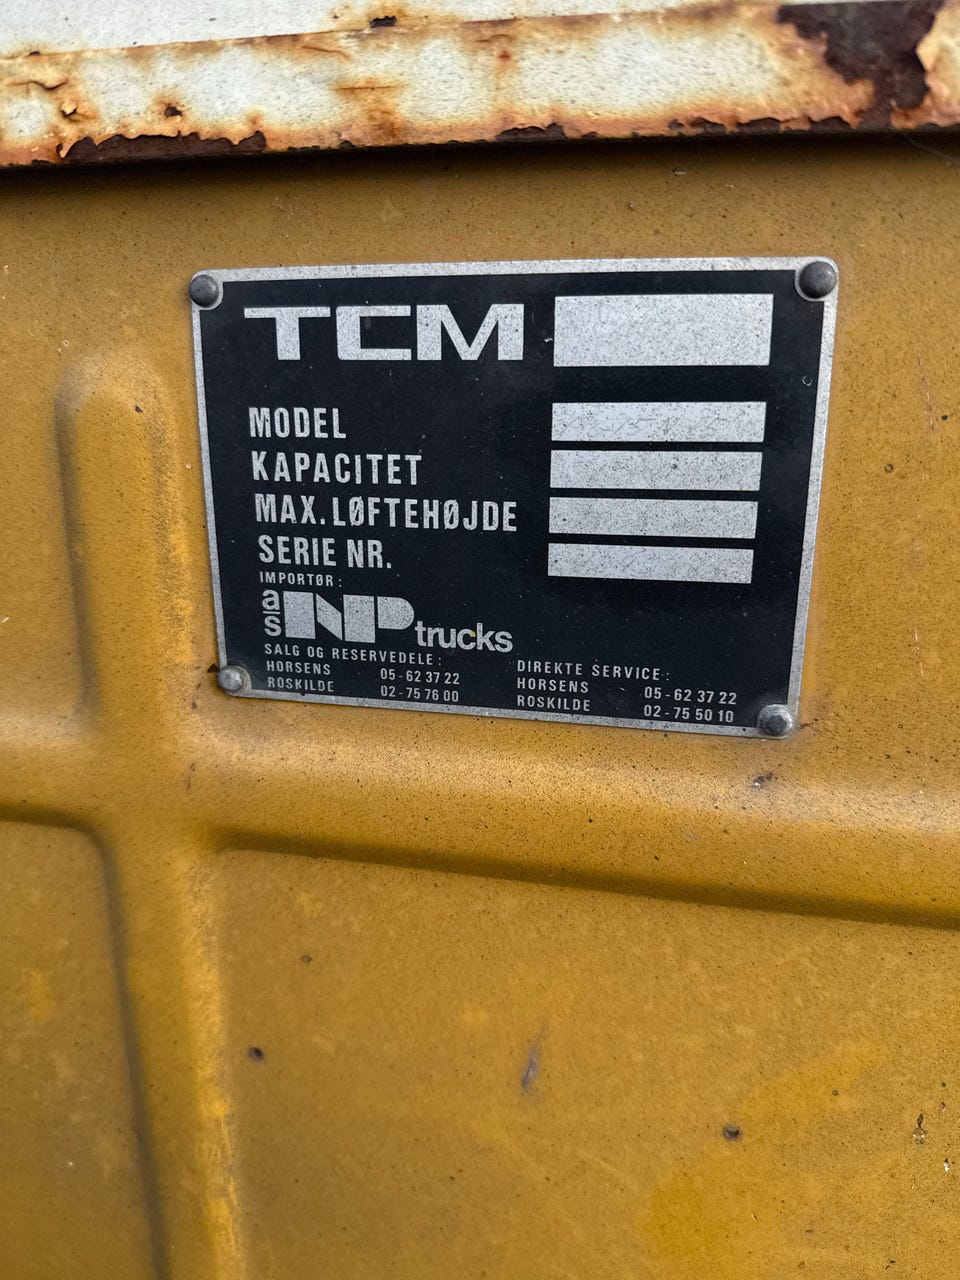 TCM
MODEL
KAPACITET
MAX. LØFTEHØJDE
SERIE NR.
IMPORTØR:
a/s NP trucks
SALG OG RESERVEDELE:
HORSENS 05-62 37 22
ROSKILDE 02-75 76 00
DIREKTE SERVICE:
HORSENS 05-62 37 22
ROSKILDE 02-75 50 10